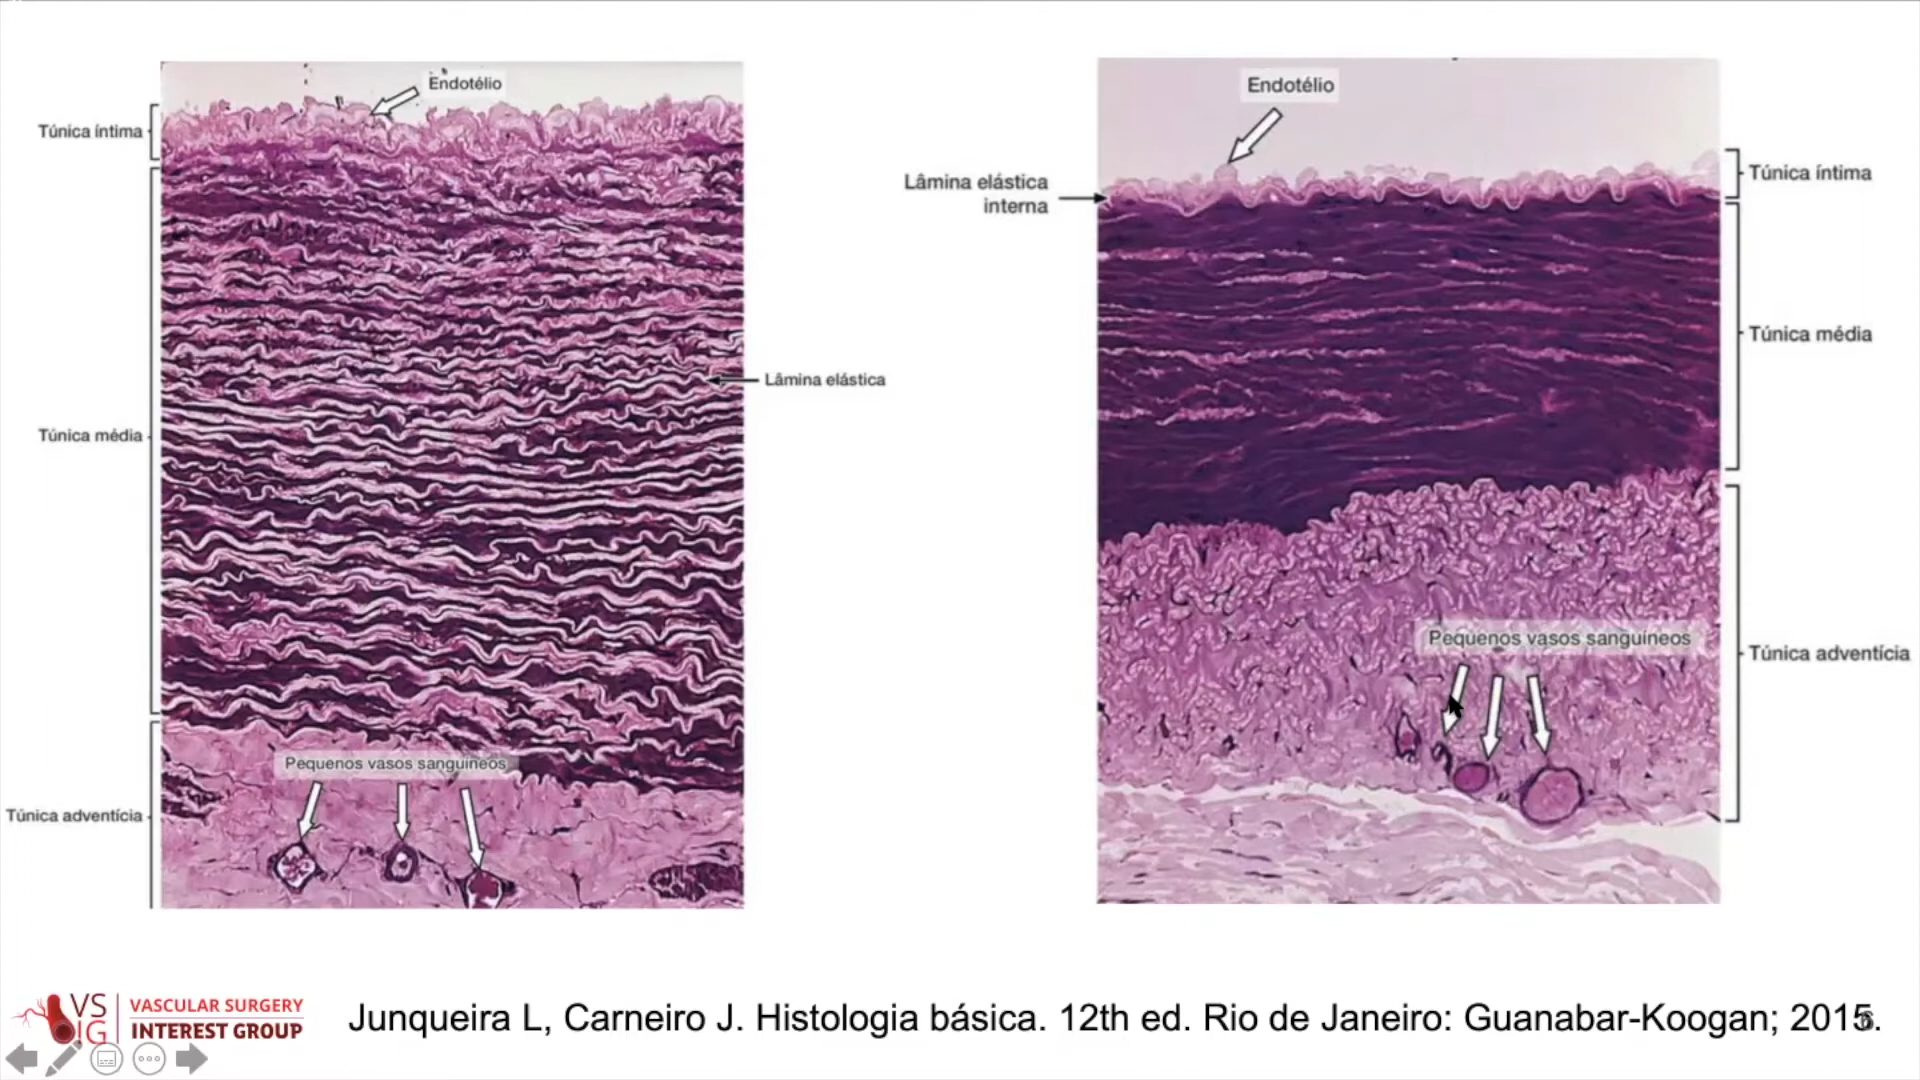 Endotélio
Túnica íntima
Lâmina elástica
Túnica média
Pequenos vasos sanguíneos
Túnica adventícia
Endotélio
Lâmina elástica
interna
Túnica íntima
Túnica média
Pequenos vasos sanguíneos
Túnica adventícia
VS
IG
VASCULAR SURGERY
INTEREST GROUP
Junqueira L, Carneiro J. Histologia básica. 12th ed. Rio de Janeiro: Guanabar-Koogan; 2015.